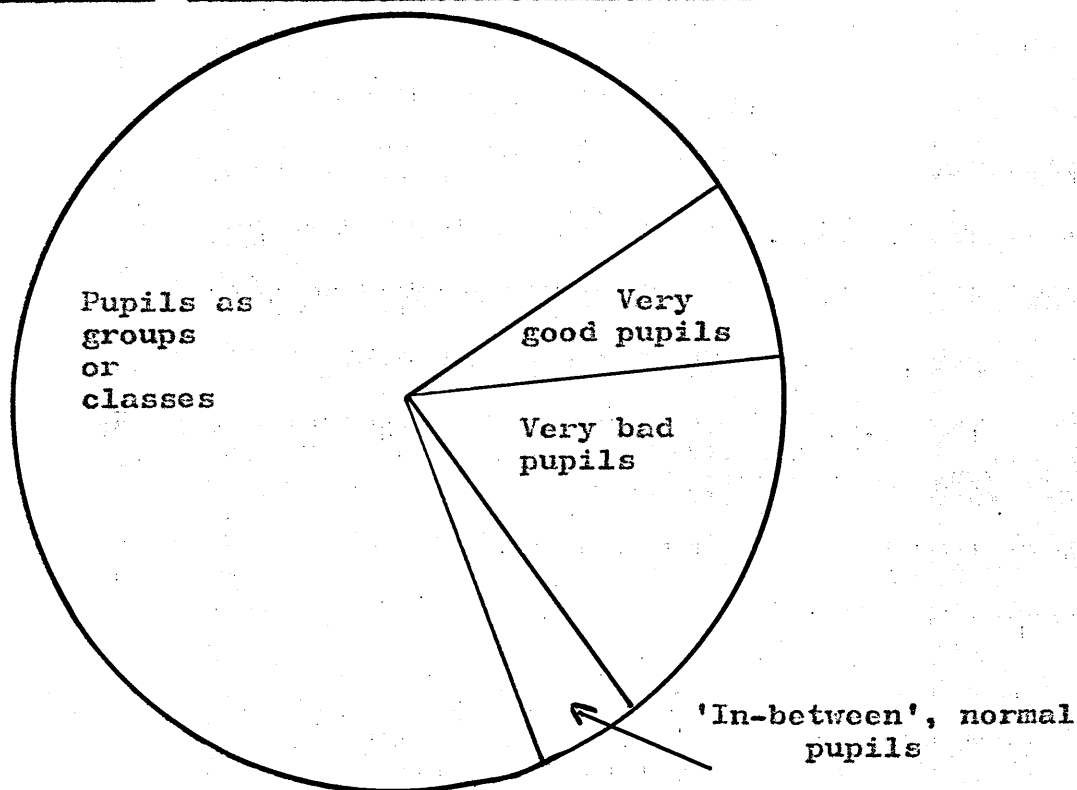 Pupils as
groups
or
classes
Very
good pupils
Very bad
pupils
'In-between', normal
pupils